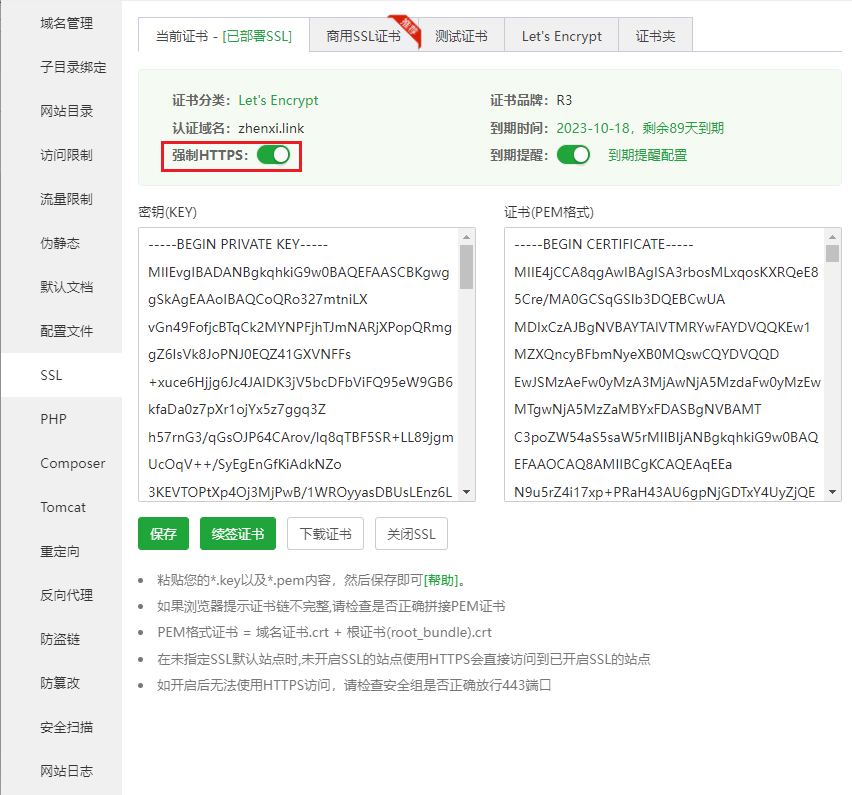 域名管理
子目录绑定
网站目录
访问限制
流量限制
伪静态
默认文档
配置文件
SSL
PHP
Composer
Tomcat
重定向
反向代理
防盗链
防篡改
安全扫描
网站日志
当前证书 - [已部署SSL]
商用SSL证书
推荐
测试证书
Let's Encrypt
证书夹
证书分类： Let's Encrypt
证书品牌： R3
认证域名： zhenxi.link
到期时间： 2023-10-18，剩余89天到期
强制HTTPS：
到期提醒： 到期提醒配置
密钥(KEY)
-----BEGIN PRIVATE KEY-----
MIIEvgIBADANBgkqhkiG9w0BAQEFAASCBKgwg
gSkAgEAAoIBAQCoQRo327mtniLX
vGn49FofjcBTqCk2MYNPFjhTJmNARjXPopQRmg
gZ6IsVk8JoPNJ0EQZ41GXVNFFs
+xuce6Hjjg6Jc4JAIDK3jV5bcDFbViFQ95eW9GB6
kfaDa0z7pXr1ojYx5z7ggq3Z
h57rnG3/qGsOJP64CArov/lq8qTBF5SR+LL89jgm
UcOqV++/SyEgEnGfKiAdkNZo
3KEVTOPtXp4Oj3MjPwB/1WROyyasDBUsLEnz6L
证书(PEM格式)
-----BEGIN CERTIFICATE-----
MIIE4jCCA8qgAwIBAgISA3rbosMLxqosKXRQeE8
5Cre/MA0GCSqGSIb3DQEBCwUA
MDIxCzAJBgNVBAYTAlVTMRYwFAYDVQQKEw1
MZXQncyBFbmNyeXB0MQswCQYDVQQD
EwJSMzAeFw0yMzA3MjAwNjA5MzdaFw0yMzEw
MTgwNjA5MzZaMBYxFDASBgNVBAMT
C3poZW54aS5saW5rMIIBIjANBgkqhkiG9w0BAQ
EFAAOCAQ8AMIIBCgKCAQEAqEEa
N9u5rZ4i17xp+PRaH43AU6gpNjGDTxY4UyZjQE
保存
续签证书
下载证书
关闭SSL
粘贴您的*.key以及*.pem内容，然后保存即可[帮助]。
如果浏览器提示证书链不完整,请检查是否正确拼接PEM证书
PEM格式证书 = 域名证书.crt + 根证书(root_bundle).crt
在未指定SSL默认站点时,未开启SSL的站点使用HTTPS会直接访问到已开启SSL的站点
如开启后无法使用HTTPS访问，请检查安全组是否正确放行443端口